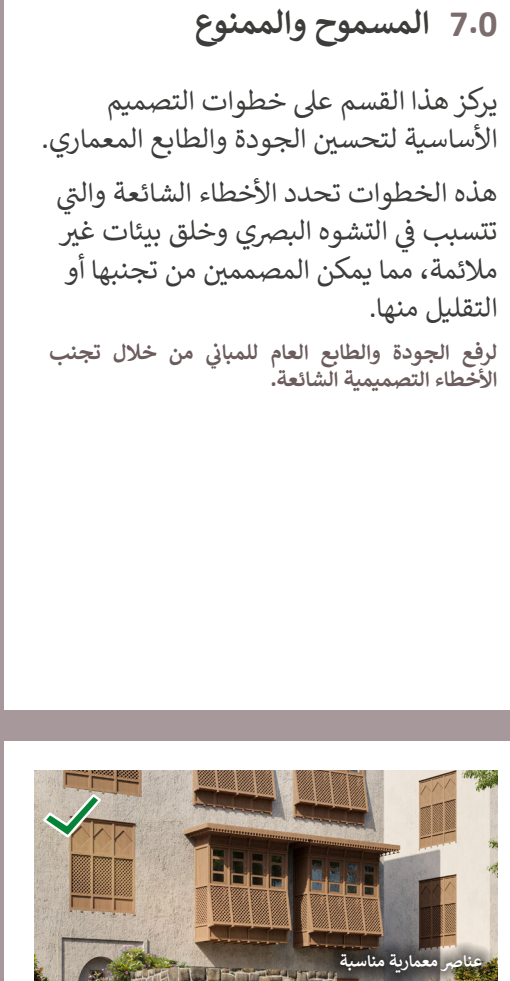 7.0 المسموح والممنوع
يركز هذا القسم على خطوات التصميم
الأساسية لتحسين الجودة والطابع المعماري.
هذه الخطوات تحدد الأخطاء الشائعة والتي
تتسبب في التشوه البصري وخلق بيئات غير
ملائمة، مما يمكن المصممين من تجنبها أو
التقليل منها.
لرفع الجودة والطابع العام للمباني من خلال تجنب
الأخطاء التصميمية الشائعة.
عناصر معمارية مناسبة